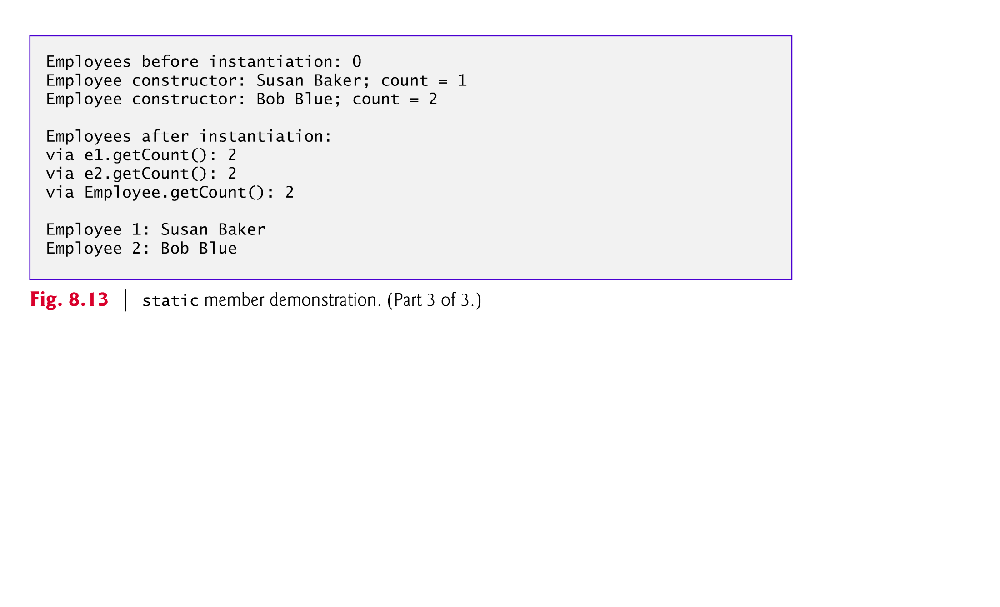 Employees before instantiation: 0
Employee constructor: Susan Baker; count = 1
Employee constructor: Bob Blue; count = 2
Employees after instantiation:
via e1.getCount(): 2
via e2.getCount(): 2
via Employee.getCount(): 2
Employee 1: Susan Baker
Employee 2: Bob Blue
Fig. 8.13 | static member demonstration. (Part 3 of 3.)